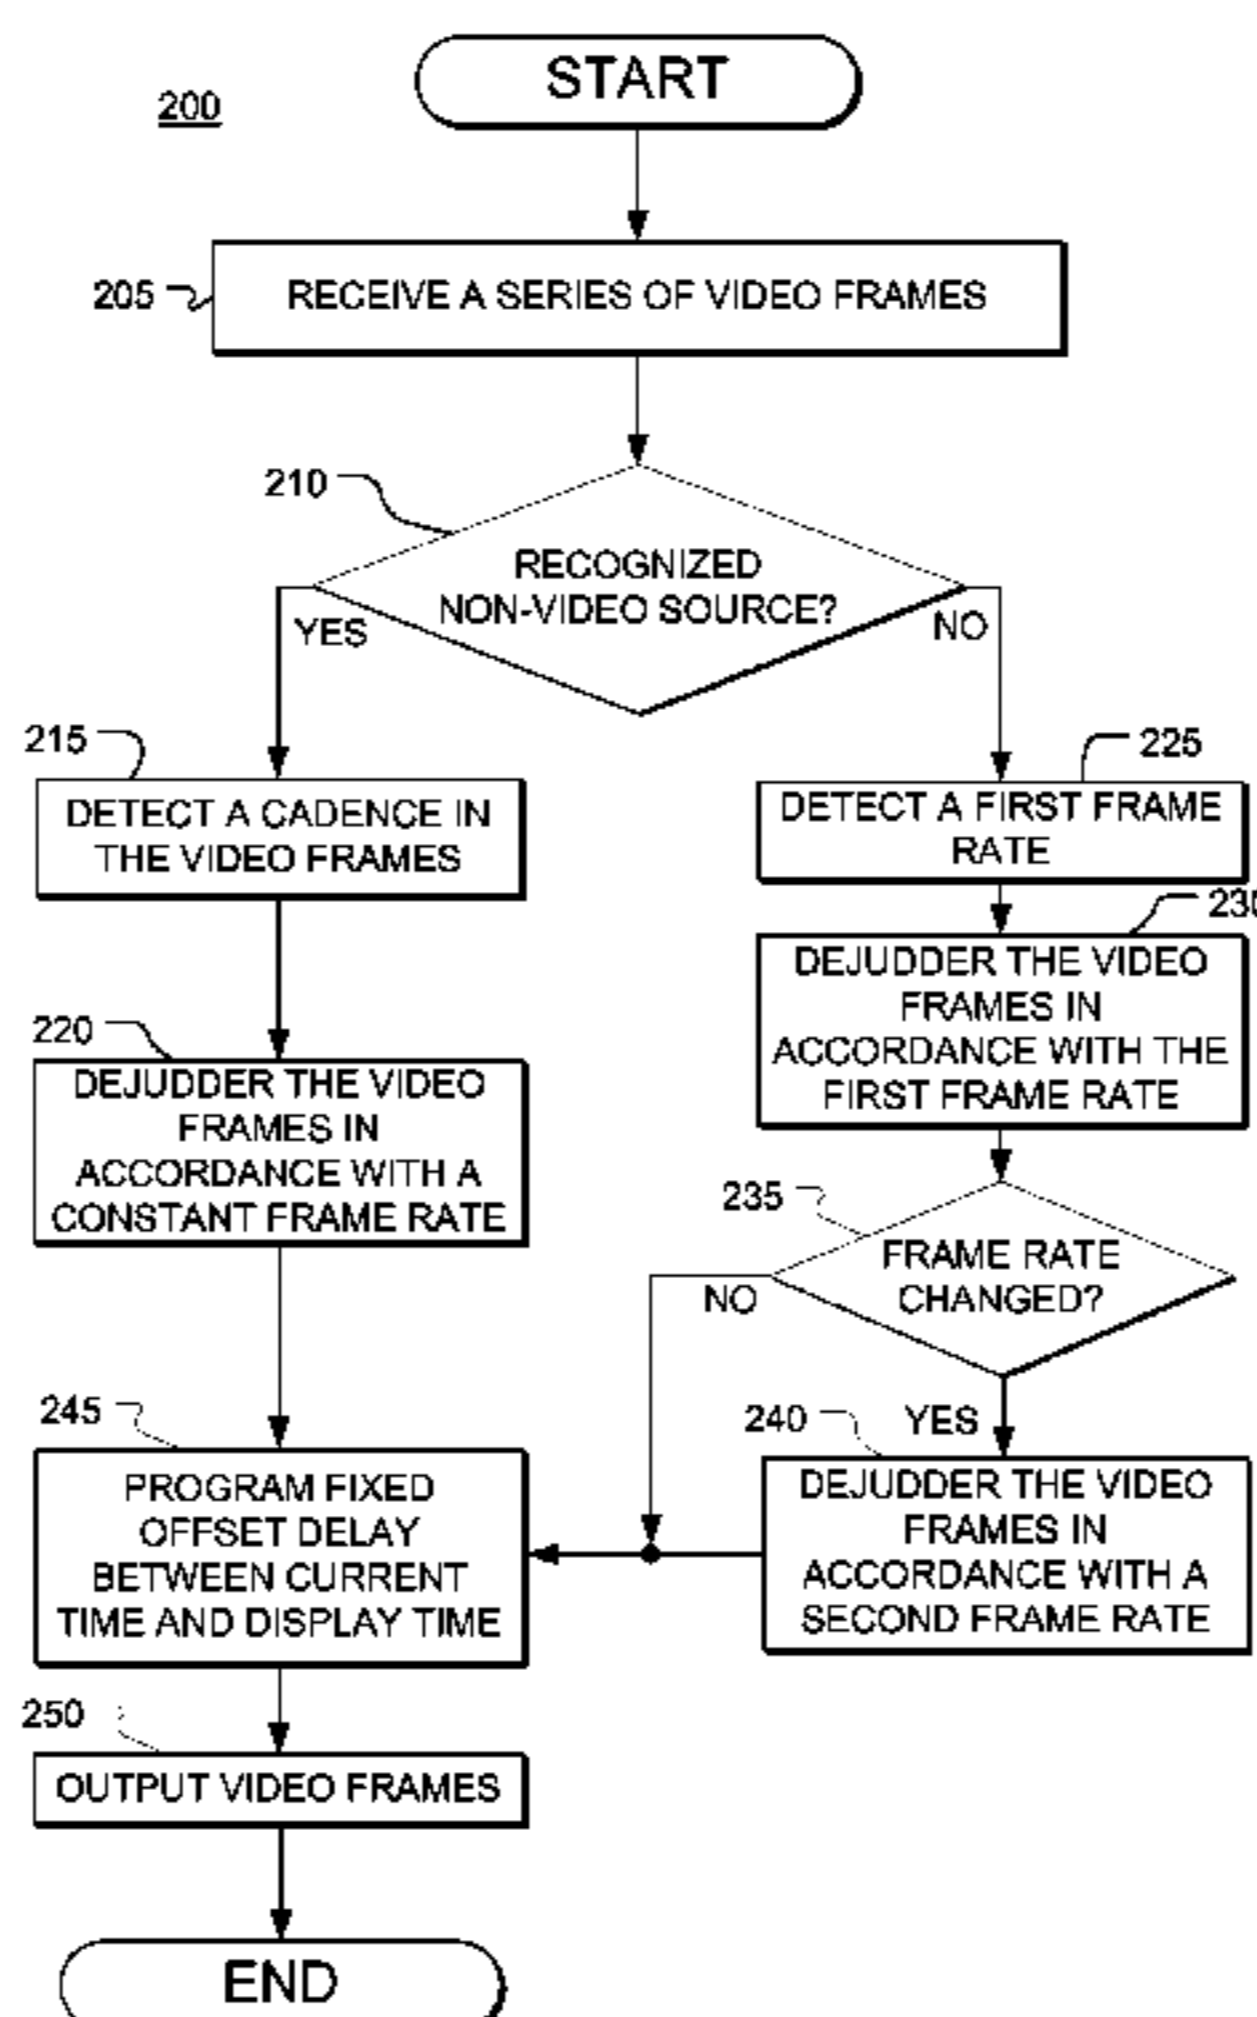 START
200
205
RECEIVE A SERIES OF VIDEO FRAMES
210
RECOGNIZED
NON-VIDEO SOURCE?
YES
NO
215
DETECT A CADENCE IN
THE VIDEO FRAMES
225
DETECT A FIRST FRAME
RATE
230
DEJUDDER THE VIDEO
FRAMES IN
ACCORDANCE WITH THE
FIRST FRAME RATE
220
DEJUDDER THE VIDEO
FRAMES IN
ACCORDANCE WITH A
CONSTANT FRAME RATE
235
FRAME RATE
CHANGED?
NO
YES
240
DEJUDDER THE VIDEO
FRAMES IN
ACCORDANCE WITH A
SECOND FRAME RATE
245
PROGRAM FIXED
OFFSET DELAY
BETWEEN CURRENT
TIME AND DISPLAY TIME
250
OUTPUT VIDEO FRAMES
END